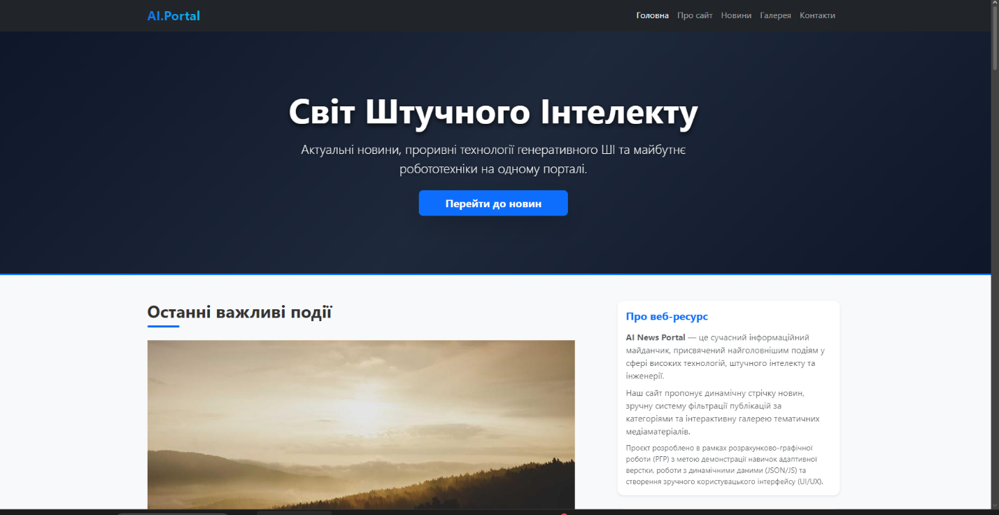 AI.Portal
Головна Про сайт Новини Галерея Контакти
Світ Штучного Інтелекту
Актуальні новини, проривні технології генеративного ШІ та майбутнє
робототехніки на одному порталі.
Перейти до новин
Останні важливі події
Про веб-ресурс
AI News Portal — це сучасний інформаційний
майданчик, присвячений найголовнішим подіям у
сфері високих технологій, штучного інтелекту та
інженерії.
Наш сайт пропонує динамічну стрічку новин,
зручну систему фільтрації публікацій за
категоріями та інтерактивну галерею тематичних
медіаматеріалів.
Проєкт розроблено в рамках розрахунково-графічної
роботи (РГР) з метою демонстрації навичок адаптивної
верстки, роботи з динамічними даними (JSON/JS) та
створення зручного користувацького інтерфейсу (UI/UX).